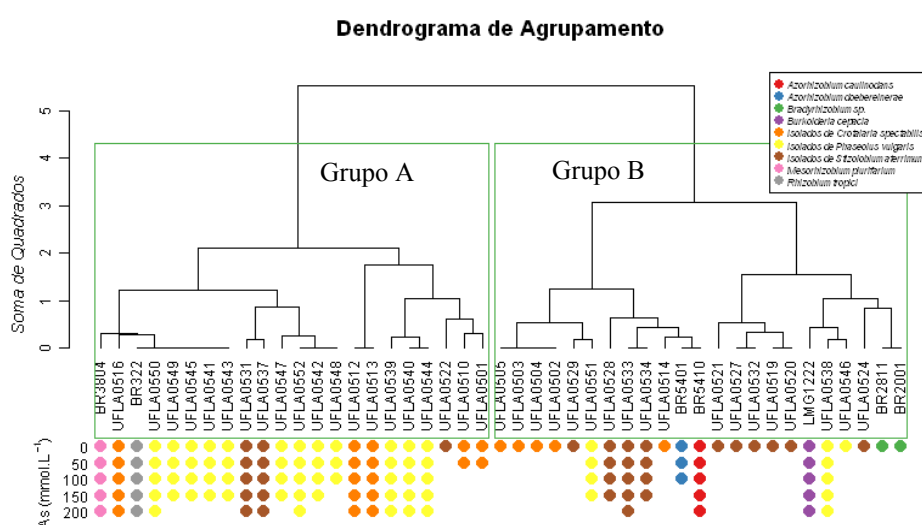 Dendrograma de Agrupamento
Azorhizobium caulinodans
Azorhizobium doebereinerae
Bradyrhizobium sp.
Burkolderia cepacia
Isolados de Crotalaria spectabilis
Isolados de Phaseolus vulgaris
Isolados de Stizolobium aterrimum
Mesorhizobium plurifarium
Rhizobium tropici
Grupo A
Grupo B
Soma de Quadrados
5
4
3
2
1
0
BR3804
UFLA0516
BR322
UFLA0550
UFLA0549
UFLA0545
UFLA0541
UFLA0543
UFLA0531
UFLA0537
UFLA0547
UFLA0552
UFLA0542
UFLA0548
UFLA0512
UFLA0513
UFLA0539
UFLA0540
UFLA0544
UFLA0522
UFLA0510
UFLA0501
UFLA0505
UFLA0503
UFLA0504
UFLA0502
UFLA0529
UFLA0551
UFLA0528
UFLA0533
UFLA0534
UFLA0514
BR5401
BR5410
UFLA0521
UFLA0527
UFLA0532
UFLA0519
UFLA0520
LMG1222
UFLA0538
UFLA0546
UFLA0524
BR2811
BR2001
As (mmol.L⁻¹)
0
50
100
150
200